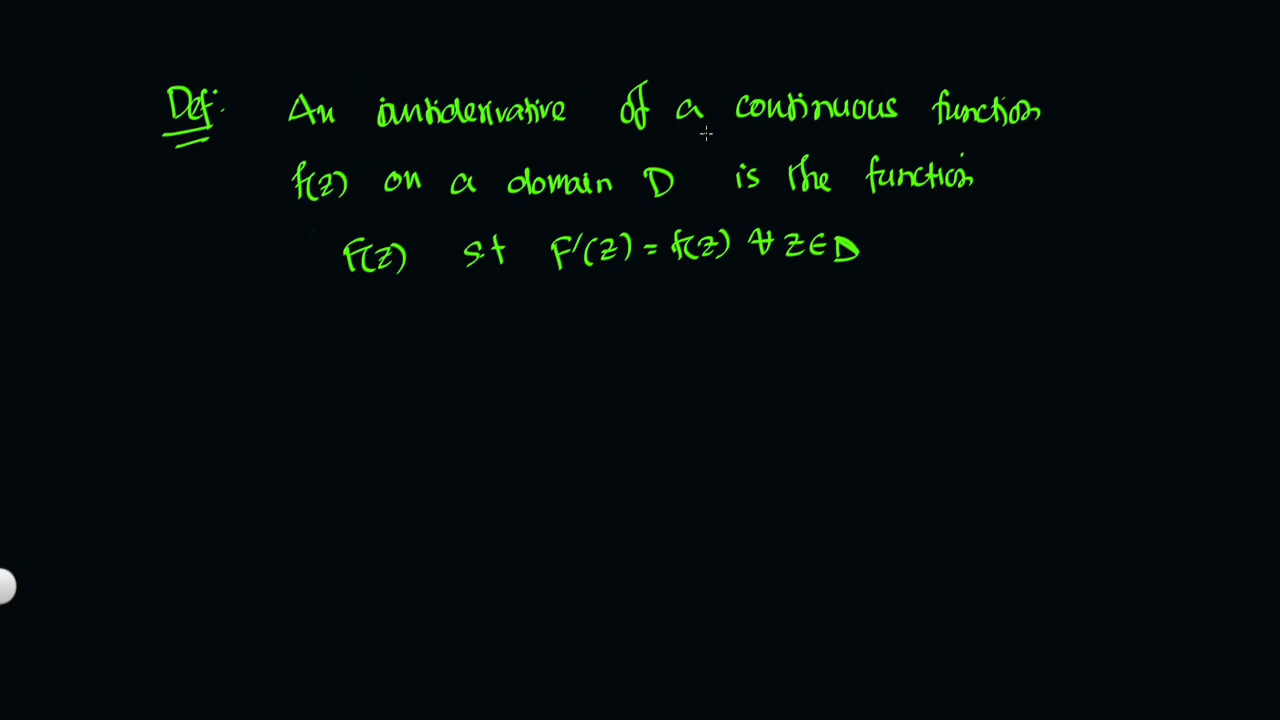 Def: An antiderivative of a continuous function
f(z) on a domain D is the function
F(z) s.t F'(z) = f(z) ∀ z ∈ D